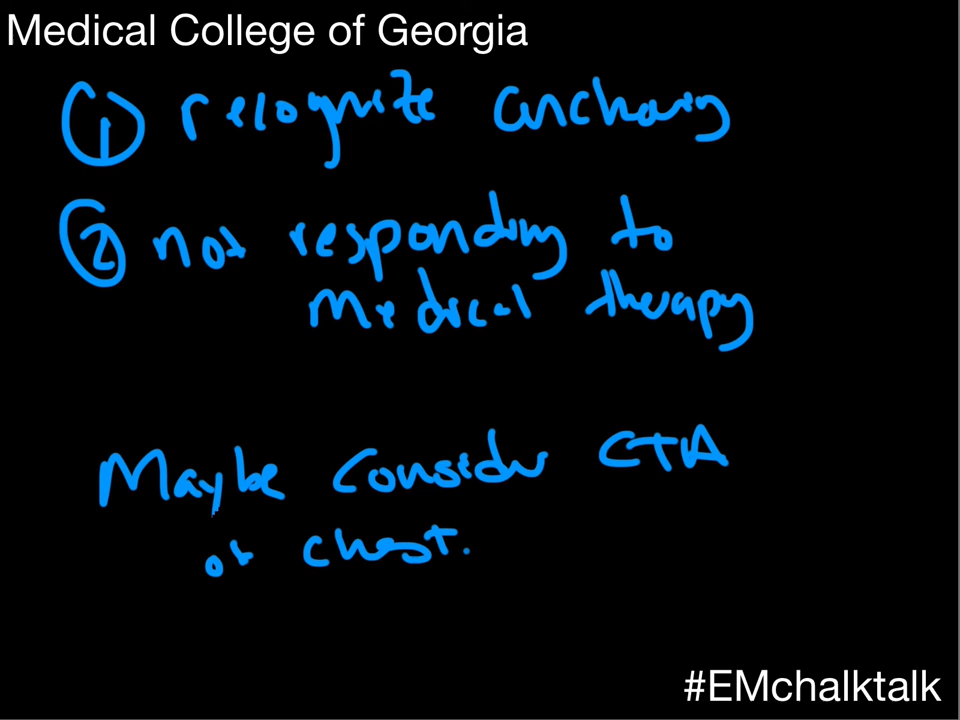 Medical College of Georgia
① recognize anchoring
② not responding to
medical therapy
Maybe consider CTA
of chest.
#EMchalktalk